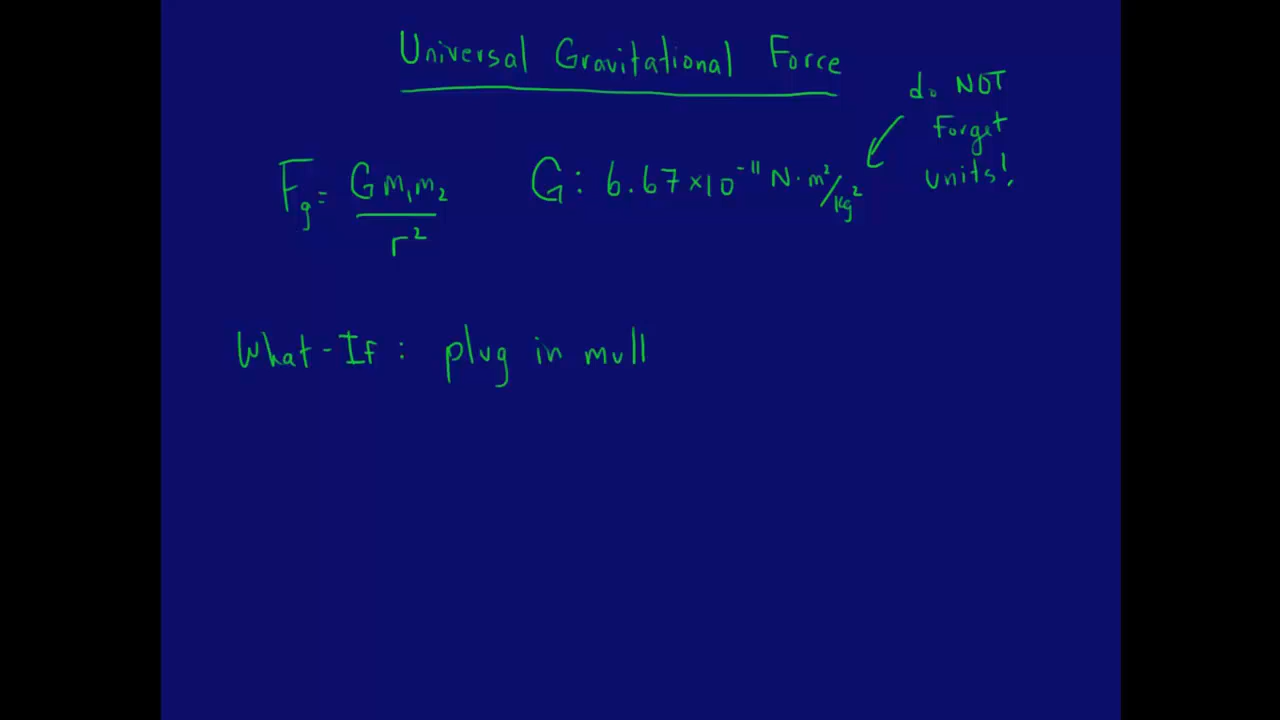 Universal Gravitational Force
do NOT
Forget
units!
Fg = G m₁m₂ / r²
G: 6.67×10⁻¹¹ N·m²/kg²
What-If: plug in mull